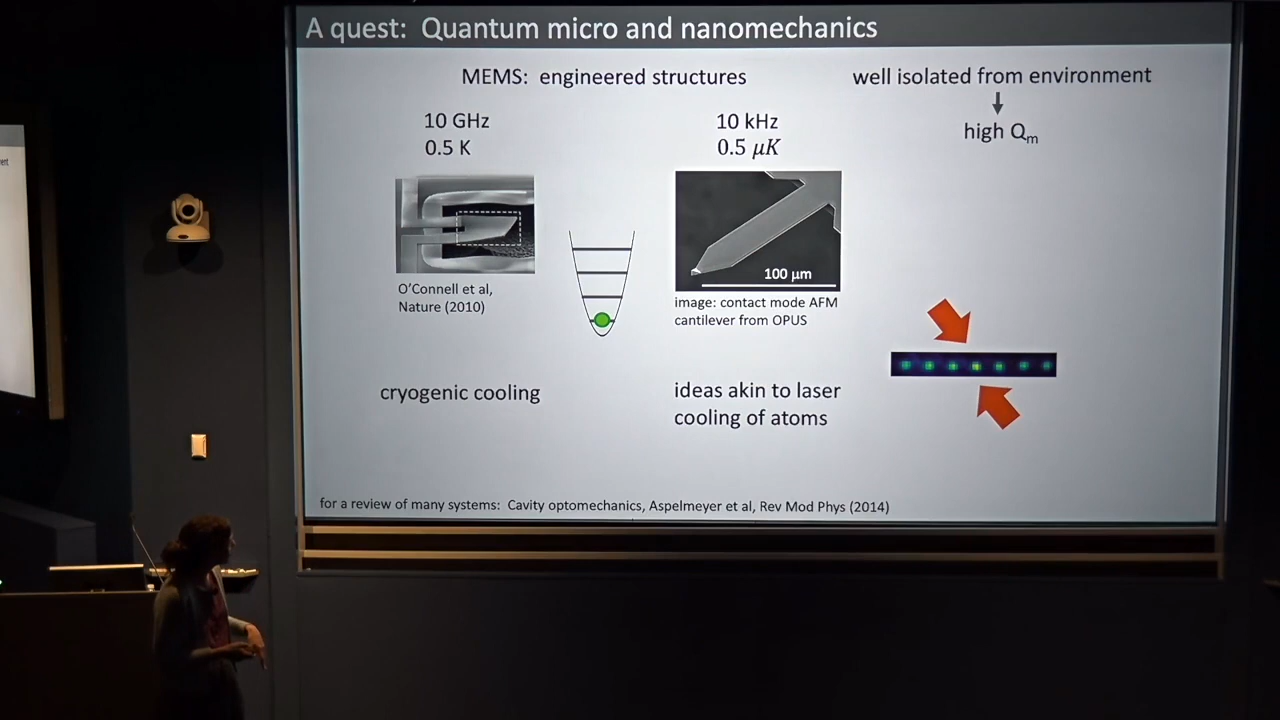 A quest: Quantum micro and nanomechanics
MEMS: engineered structures
well isolated from environment
high Qm
10 GHz
0.5 K
10 kHz
0.5 μK
100 μm
O'Connell et al,
Nature (2010)
image: contact mode AFM
cantilever from OPUS
cryogenic cooling
ideas akin to laser
cooling of atoms
for a review of many systems: Cavity optomechanics, Aspelmeyer et al, Rev Mod Phys (2014)